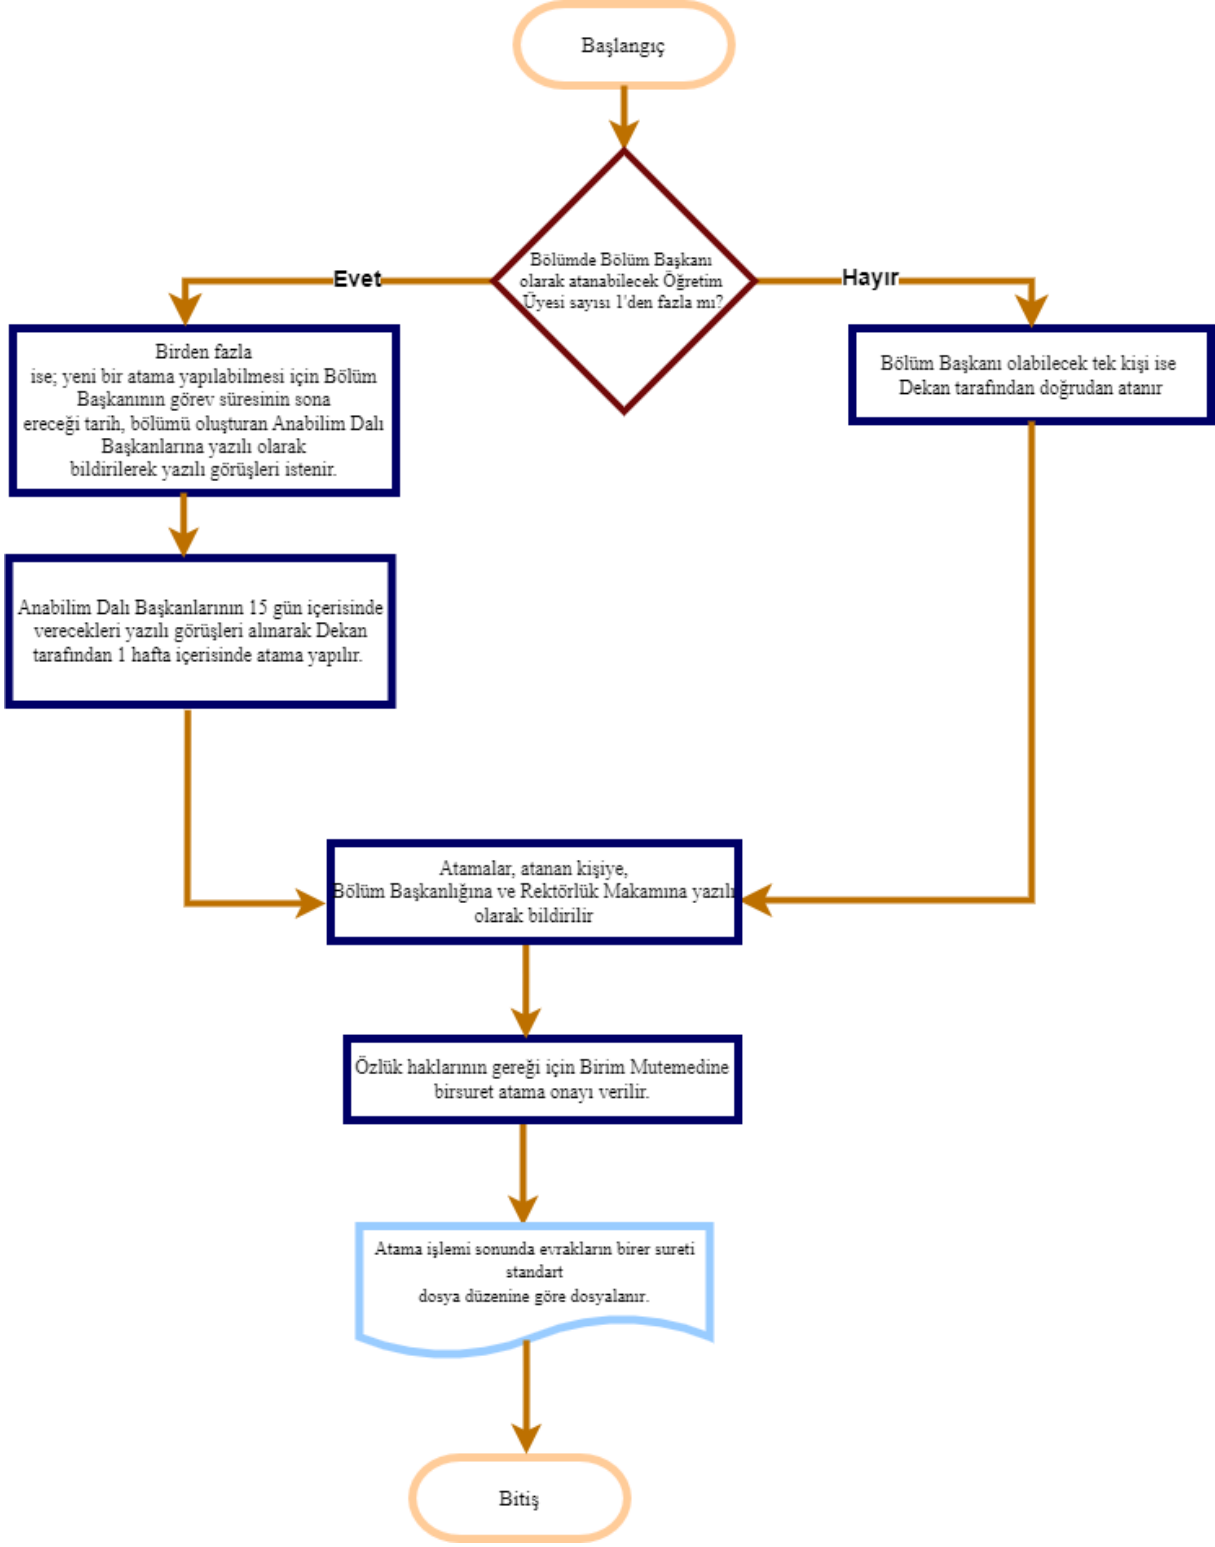 Başlangıç
Bölümde Bölüm Başkanı
olarak atanabilecek Öğretim
Üyesi sayısı 1'den fazla mı?
Evet
Hayır
Birden fazla
ise; yeni bir atama yapılabilmesi için Bölüm
Başkanının görev süresinin sona
ereceği tarih, bölümü oluşturan Anabilim Dalı
Başkanlarına yazılı olarak
bildirilerek yazılı görüşleri istenir.
Bölüm Başkanı olabilecek tek kişi ise
Dekan tarafından doğrudan atanır
Anabilim Dalı Başkanlarının 15 gün içerisinde
verecekleri yazılı görüşleri alınarak Dekan
tarafından 1 hafta içerisinde atama yapılır.
Atamalar, atanan kişiye,
Bölüm Başkanlığına ve Rektörlük Makamına yazılı
olarak bildirilir
Özlük haklarının gereği için Birim Mutemedine
birsuret atama onayı verilir.
Atama işlemi sonunda evrakların birer sureti
standart
dosya düzenine göre dosyalanır.
Bitiş